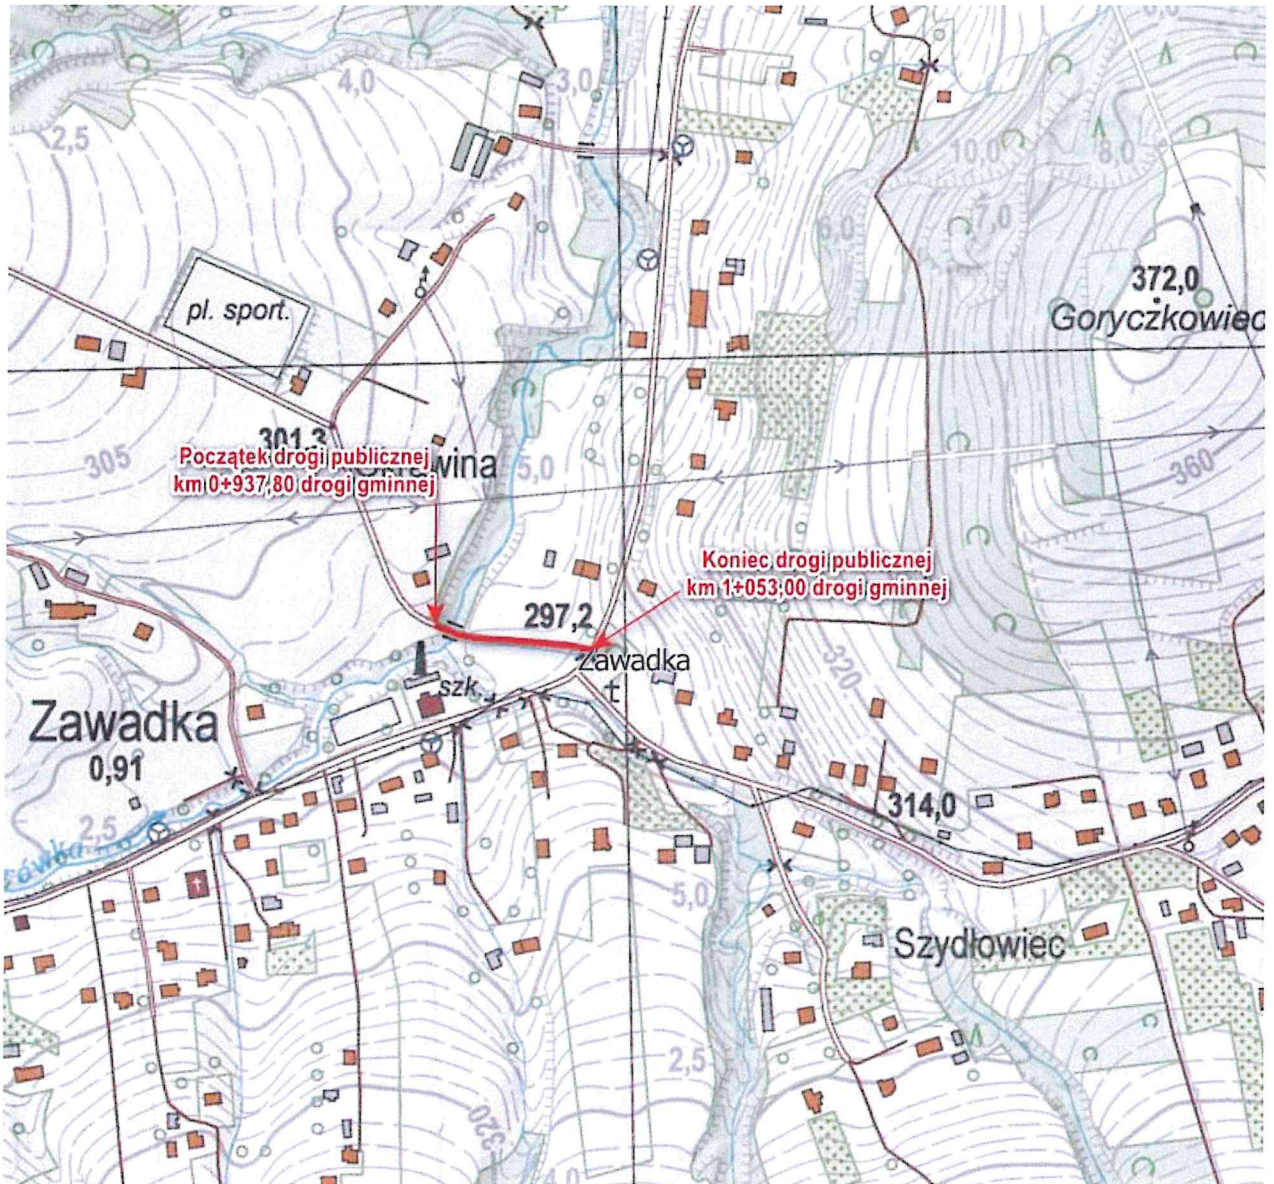 4,0
3,0
2,5
10,0
8,0
7,0
6,0
372,0
Goryczkowiec
pl. sport.
301,3
Początek drogi publicznej
km 0+937,80 drogi gminnej
305
5,0
360
Koniec drogi publicznej
km 1+053,00 drogi gminnej
297,2
Zawadka
320
szk.
Zawadka
0,91
2,5
314,0
5,0
Szydłowiec
2,5
320
4,0